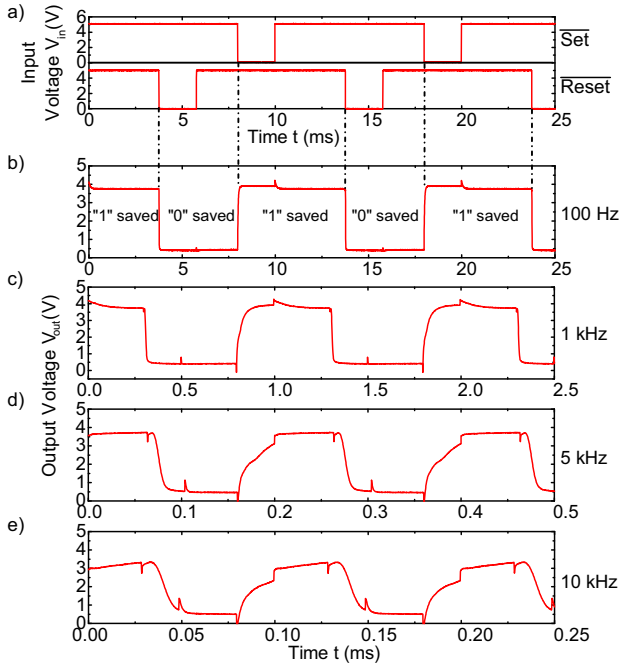 a)
6
4
2
0
4
2
0
Input
Voltage V_in(V)
S̅e̅t̅
R̅e̅s̅e̅t̅
0 5 10 15 20 25
Time t (ms)
b)
5
4
3
2
1
0
"1" saved "0" saved "1" saved "0" saved "1" saved
100 Hz
0 5 10 15 20 25
c)
5
4
3
2
1
0
1 kHz
0.0 0.5 1.0 1.5 2.0 2.5
Output Voltage V_out(V)
d)
5
4
3
2
1
0
5 kHz
0.0 0.1 0.2 0.3 0.4 0.5
e)
5
4
3
2
1
0
10 kHz
0.00 0.05 0.10 0.15 0.20 0.25
Time t (ms)